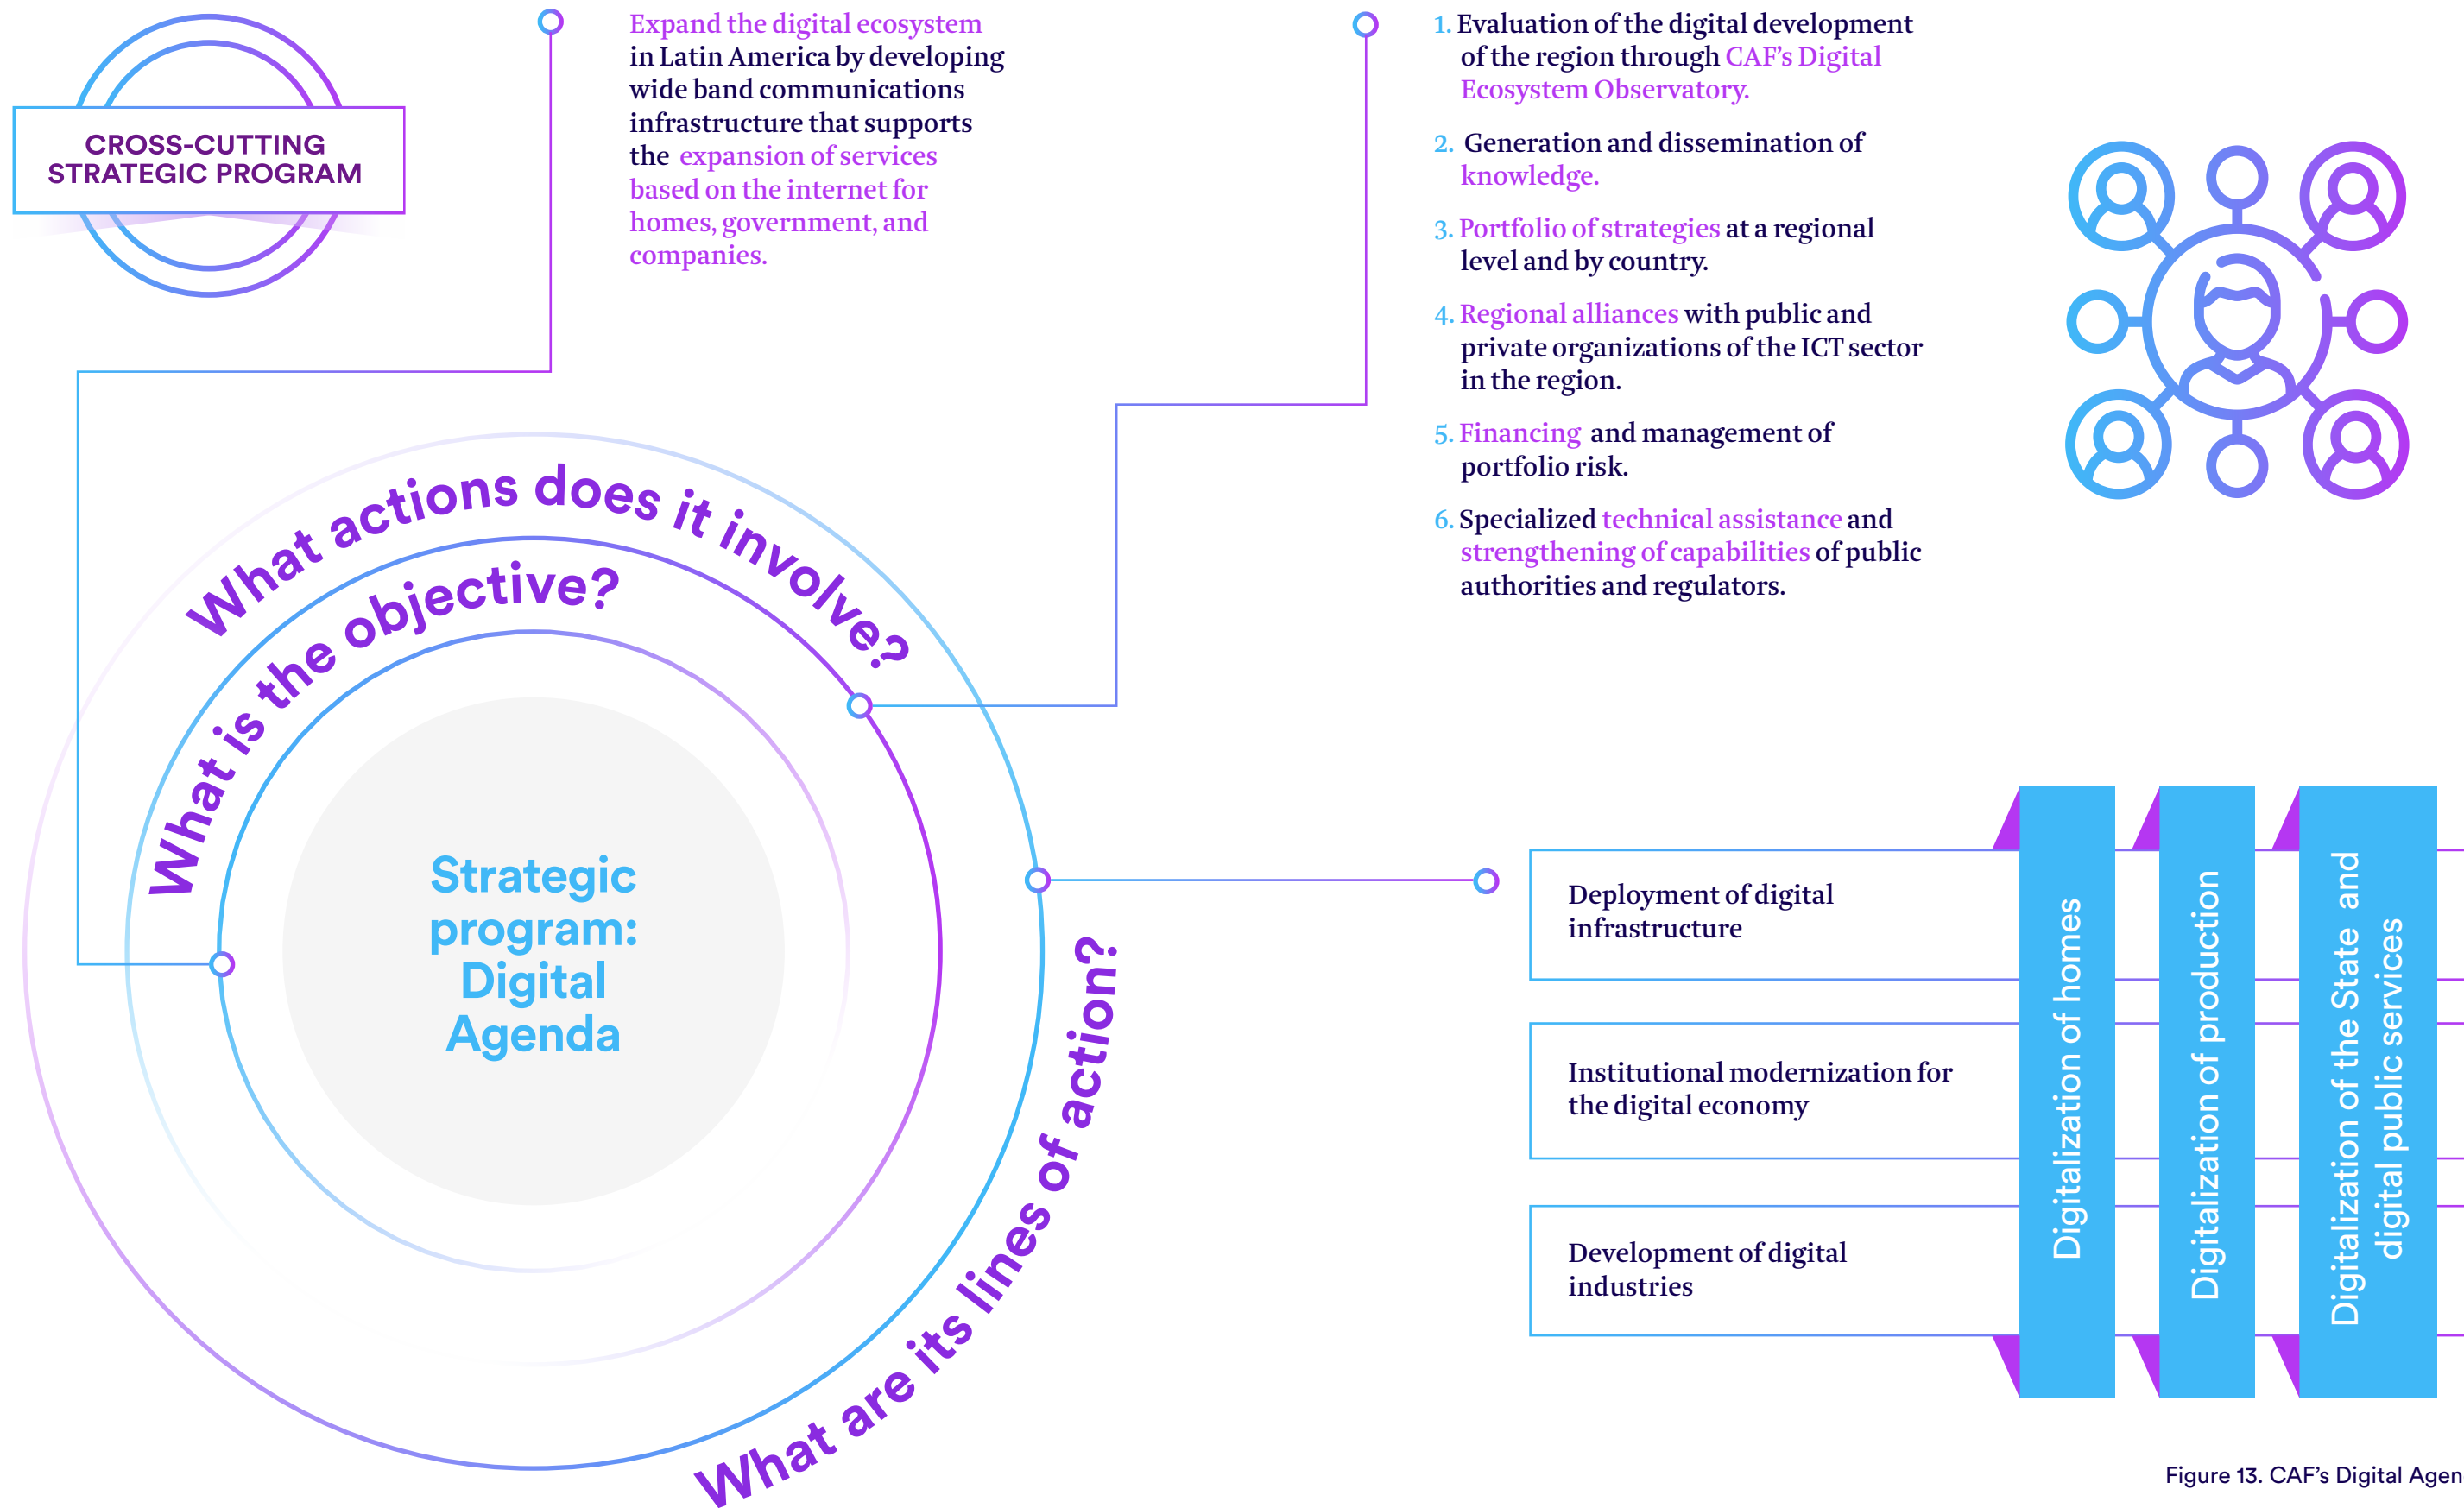 CROSS-CUTTING
STRATEGIC PROGRAM
Expand the digital ecosystem
in Latin America by developing
wide band communications
infrastructure that supports
the expansion of services
based on the internet for
homes, government, and
companies.
1. Evaluation of the digital development
of the region through CAF’s Digital
Ecosystem Observatory.
2. Generation and dissemination of
knowledge.
3. Portfolio of strategies at a regional
level and by country.
4. Regional alliances with public and
private organizations of the ICT sector
in the region.
5. Financing and management of
portfolio risk.
6. Specialized technical assistance and
strengthening of capabilities of public
authorities and regulators.
What actions does it involve?
What is the objective?
Strategic
program:
Digital
Agenda
What are its lines of action?
Deployment of digital
infrastructure
Institutional modernization for
the digital economy
Development of digital
industries
Digitalization of homes
Digitalization of production
Digitalization of the State and
digital public services
Figure 13. CAF’s Digital Agen